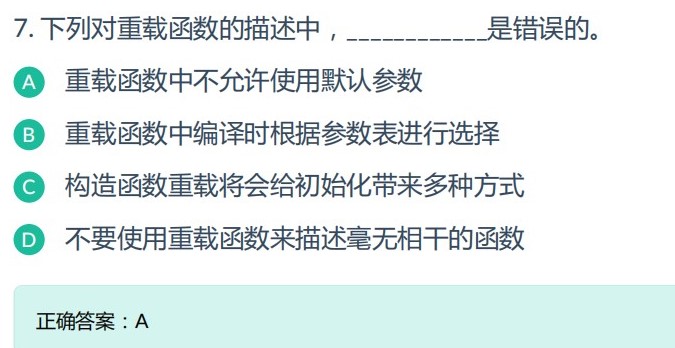 7. 下列对重载函数的描述中，____________是错误的。
A 重载函数中不允许使用默认参数
B 重载函数中编译时根据参数表进行选择
C 构造函数重载将会给初始化带来多种方式
D 不要使用重载函数来描述毫无相干的函数
正确答案：A